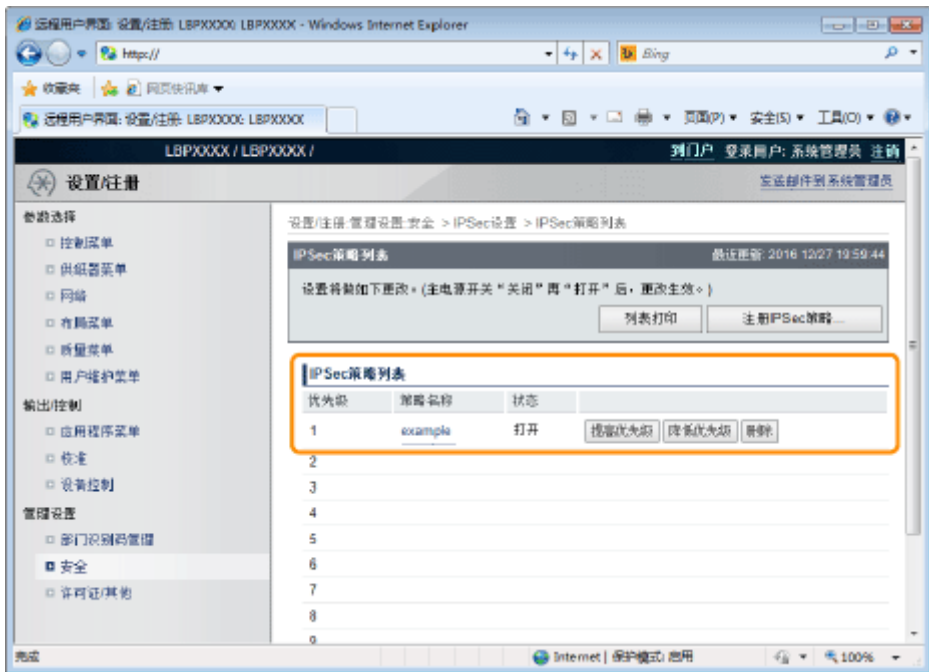 远程用户界面: 设置/注册: LBPXXXX: LBPXXXX - Windows Internet Explorer
https://
Bing
收藏夹 网页快讯库
远程用户界面: 设置/注册: LBPXXXX: LBPXXXX
页面(P) 安全(S) 工具(O)
LBPXXXX / LBPXXXX /
到门户 登录用户: 系统管理员 注销
设置/注册
发送邮件到系统管理员
参数选择
控制菜单
供纸器菜单
网络
布局菜单
质量菜单
用户维护菜单
输出/控制
应用程序菜单
校准
设备控制
管理设置
部门识别码管理
安全
许可证/其他
设置/注册:管理设置:安全 > IPSec设置 > IPSec策略列表
IPSec策略列表
最近更新: 2016 12/27 19:59:44
设置将做如下更改。(主电源开关“关闭”再“打开”后，更改生效。)
列表打印 注册IPSec策略...
IPSec策略列表
优先级 策略名称 状态
1 example 打开 提高优先级 降低优先级 删除
2
3
4
5
6
7
8
9
完成
Internet | 保护模式: 启用
100%